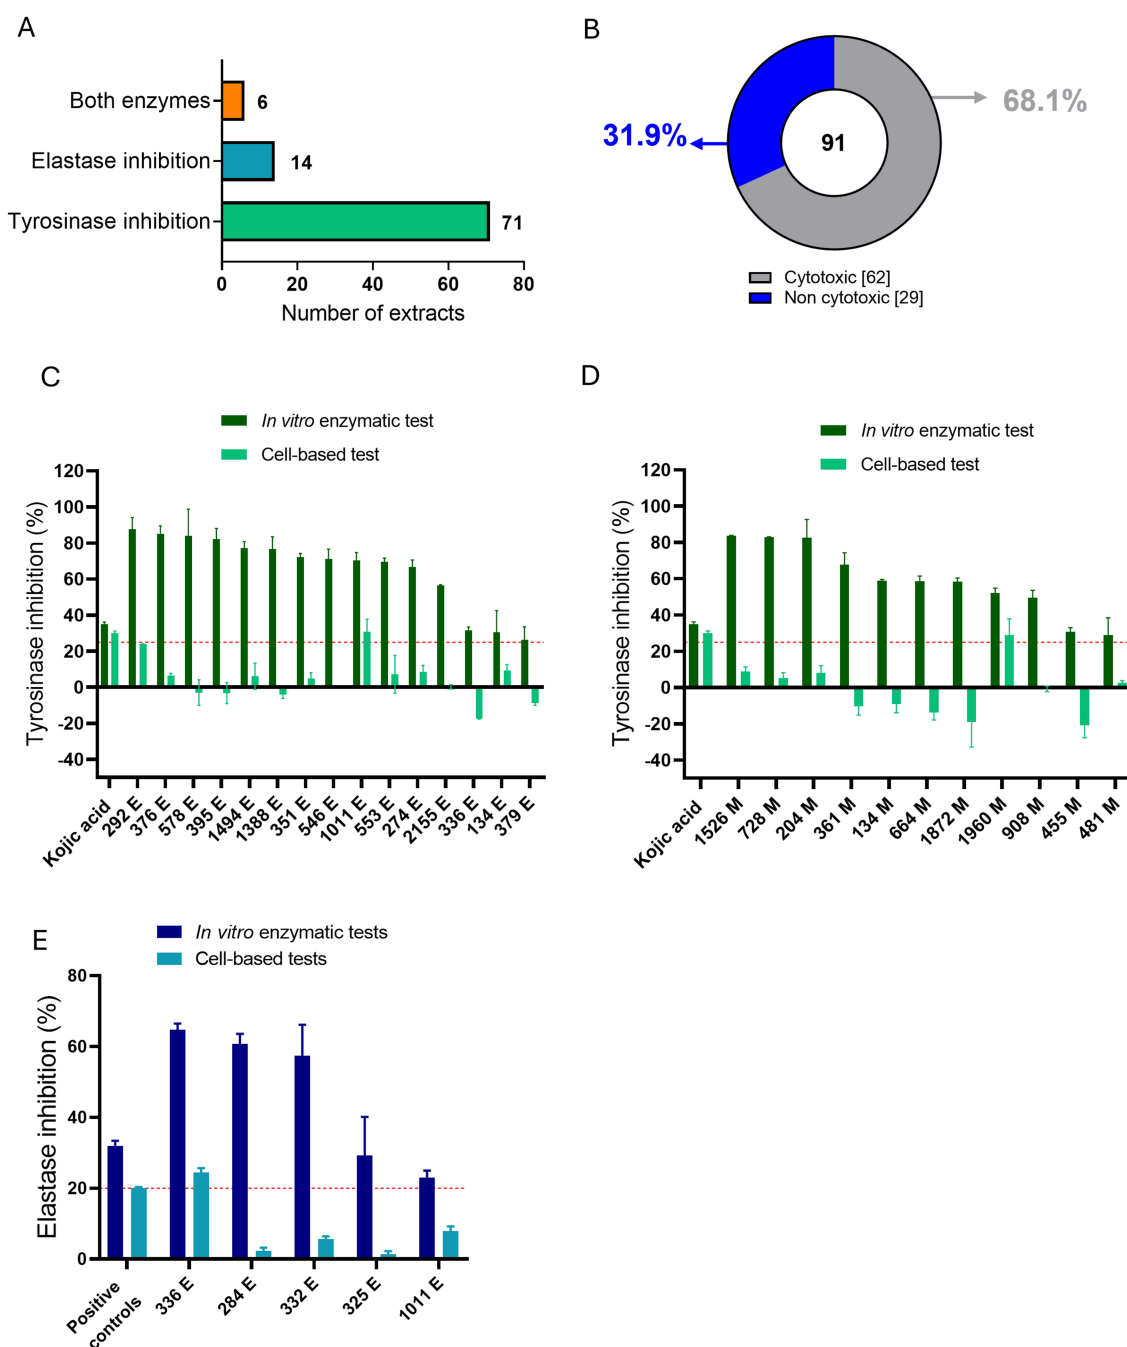 A
Both enzymes
6
Elastase inhibition
14
Tyrosinase inhibition
71
0 20 40 60 80
Number of extracts
B
68.1%
31.9%
91
Cytotoxic [62]
Non cytotoxic [29]
C
In vitro enzymatic test
Cell-based test
Tyrosinase inhibition (%)
120
100
80
60
40
20
0
-20
-40
Kojic acid 292 E 376 E 578 E 395 E 1494 E 1388 E 351 E 546 E 1011 E 553 E 274 E 2155 E 336 E 134 E 379 E
D
In vitro enzymatic test
Cell-based test
Tyrosinase inhibition (%)
120
100
80
60
40
20
0
-20
-40
Kojic acid 1526 M 728 M 204 M 361 M 134 M 664 M 1872 M 1960 M 908 M 455 M 481 M
E
In vitro enzymatic tests
Cell-based tests
Elastase inhibition (%)
80
60
40
20
0
Positive
controls
336 E 284 E 332 E 325 E 1011 E